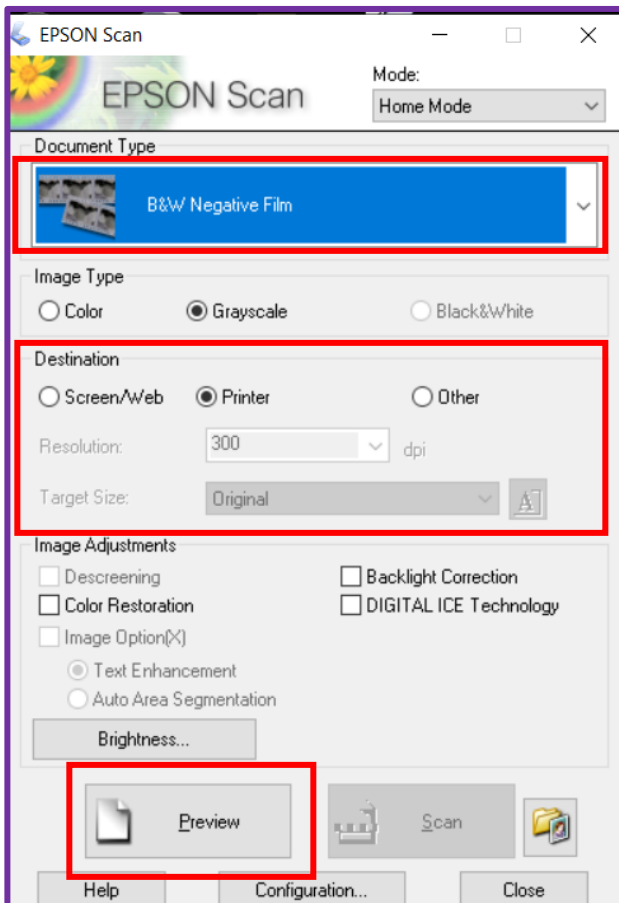 EPSON Scan
EPSON Scan
Mode:
Home Mode
Document Type
B&W Negative Film
Image Type
Color Grayscale Black&White
Destination
Screen/Web Printer Other
Resolution: 300 dpi
Target Size: Original A
Image Adjustments
Descreening Backlight Correction
Color Restoration DIGITAL ICE Technology
Image Option(X)
Text Enhancement
Auto Area Segmentation
Brightness...
Preview Scan
Help Configuration... Close